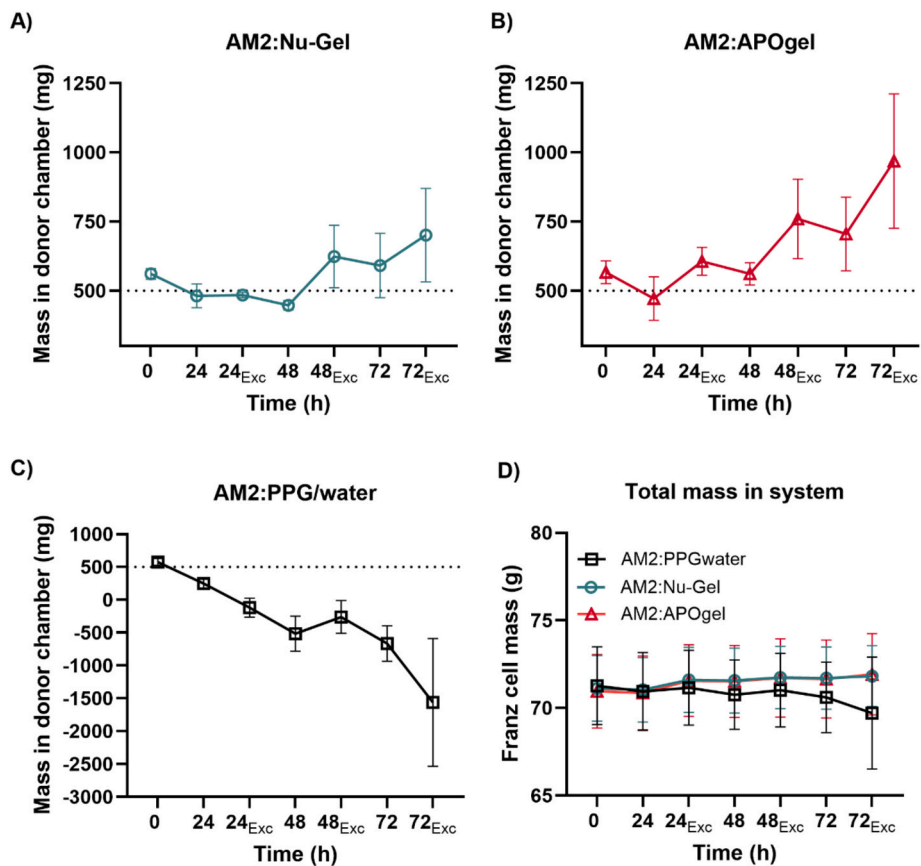 A)
AM2:Nu-Gel
Mass in donor chamber (mg)
1250
1000
750
500
0 24 24Exc 48 48Exc 72 72Exc
Time (h)
B)
AM2:APOgel
Mass in donor chamber (mg)
1250
1000
750
500
0 24 24Exc 48 48Exc 72 72Exc
Time (h)
C)
AM2:PPG/water
Mass in donor chamber (mg)
1000
500
0
-500
-1000
-1500
-2000
-2500
-3000
0 24 24Exc 48 48Exc 72 72Exc
Time (h)
D)
Total mass in system
Franz cell mass (g)
80
75
70
65
AM2:PPGwater
AM2:Nu-Gel
AM2:APOgel
0 24 24Exc 48 48Exc 72 72Exc
Time (h)